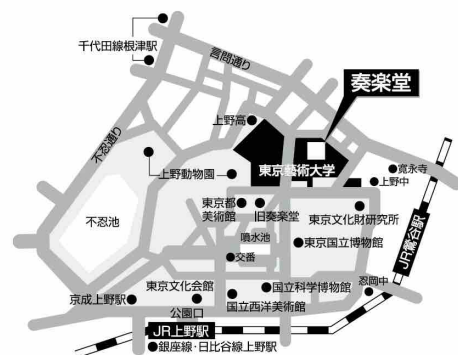 千代田線根津駅
言問通り
奏楽堂
不忍通り
上野高
上野動物園
東京藝術大学
寛永寺
上野中
不忍池
東京都
美術館
旧奏楽堂
東京文化財研究所
噴水池
東京国立博物館
交番
JR鶯谷駅
忍岡中
東京文化会館
国立科学博物館
京成上野駅
国立西洋美術館
公園口
JR上野駅
銀座線・日比谷線上野駅